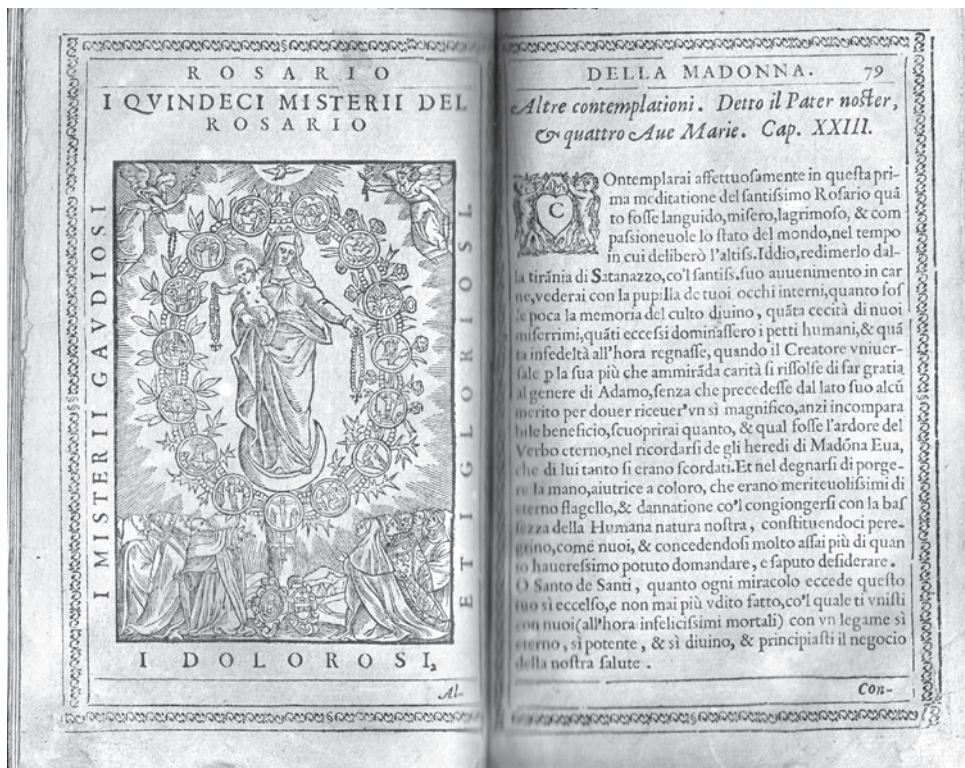 ROSARIO
I QVINDECI MISTERII DEL
ROSARIO
I MISTERII GAVDIOSI
ET I GLORIOSI.
I DOLOROSI,
Al-
DELLA MADONNA. 79
Altre contemplationi. Detto il Pater noſter,
& quattro Aue Marie. Cap. XXIII.
COntemplarai affettuoſamente in queſta pri-
ma meditatione del ſantiſſimo Roſario quã
to foſſe languido,miſero,lagrimoſo, & com
paſsioneuole lo ſtato del mondo,nel tempo
in cui deliberò l'altiſs.Iddio,redimerlo dal-
la tirãnia di Satanazzo,co'l ſantiſs.ſuo auuenimento in car
ne,vederai con la pupilla de tuoi occhi interni,quanto foſ
ſe poca la memoria del culto diuino, quãta cecità di nuoi
miſerrimi,quãti ecceſsi dominaſſero i petti humani,& quã
ta infedeltà all'hora regnaſſe, quando il Creatore vniuer-
ſale p la ſua più che ammirãda carità ſi riſſolſe di far gratia
al genere di Adamo,ſenza che precedeſſe dal lato ſuo alcũ
merito per douer riceuer'vn sì magnifico,anzi incompara
bile beneficio,ſcuoprirai quanto, & qual foſſe l'ardore del
Verbo eterno,nel ricordarſi de gli heredi di Madõna Eua,
che di lui tanto ſi erano ſcordati.Et nel degnarſi di porge-
re la mano,aiutrice a coloro, che erano meriteuoliſsimi di
eterno flagello,& dannatione co'l congiongerſi con la baſ
ſezza della Humana natura noſtra, conſtituendoci pere-
grino,come nuoi, & concedendoſi molto aſſai più di quan
to haureſſimo potuto domandare, e ſaputo deſiderare.
O Santo de Santi, quanto ogni miracolo eccede queſto
tuo sì eccelſo,e non mai più vdito fatto,co'l quale ti vniſti
con nuoi(all'hora infeliciſsimi mortali) con vn legame sì
eterno, sì potente, & sì diuino, & principiaſti il negocio
della noſtra ſalute.
Con-